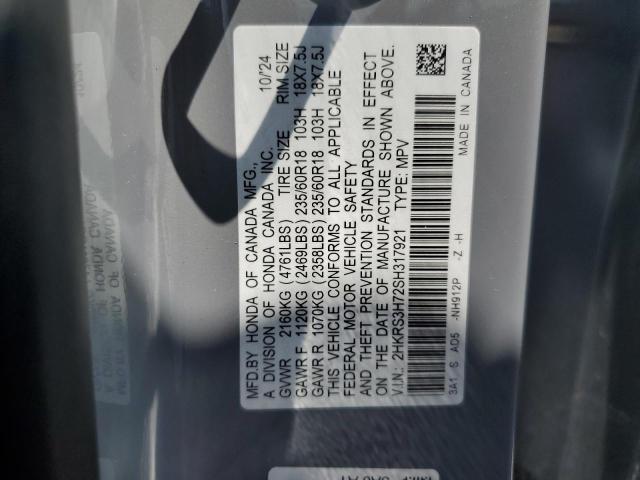 MFD.BY HONDA OF CANADA MFG., 10/'24
A DIVISION OF HONDA CANADA INC.
GVWR 2160KG (4761LBS) TIRE SIZE RIM SIZE
GAWR F 1120KG (2469LBS) 235/60R18 103H 18X7.5J
GAWR R 1070KG (2358LBS) 235/60R18 103H 18X7.5J
THIS VEHICLE CONFORMS TO ALL APPLICABLE
FEDERAL MOTOR VEHICLE SAFETY
AND THEFT PREVENTION STANDARDS IN EFFECT
ON THE DATE OF MANUFACTURE SHOWN ABOVE.
V.I.N.: 2HKRS3H72SH317921 TYPE: MPV
3A1 S AD5 -NH912P -Z -H MADE IN CANADA